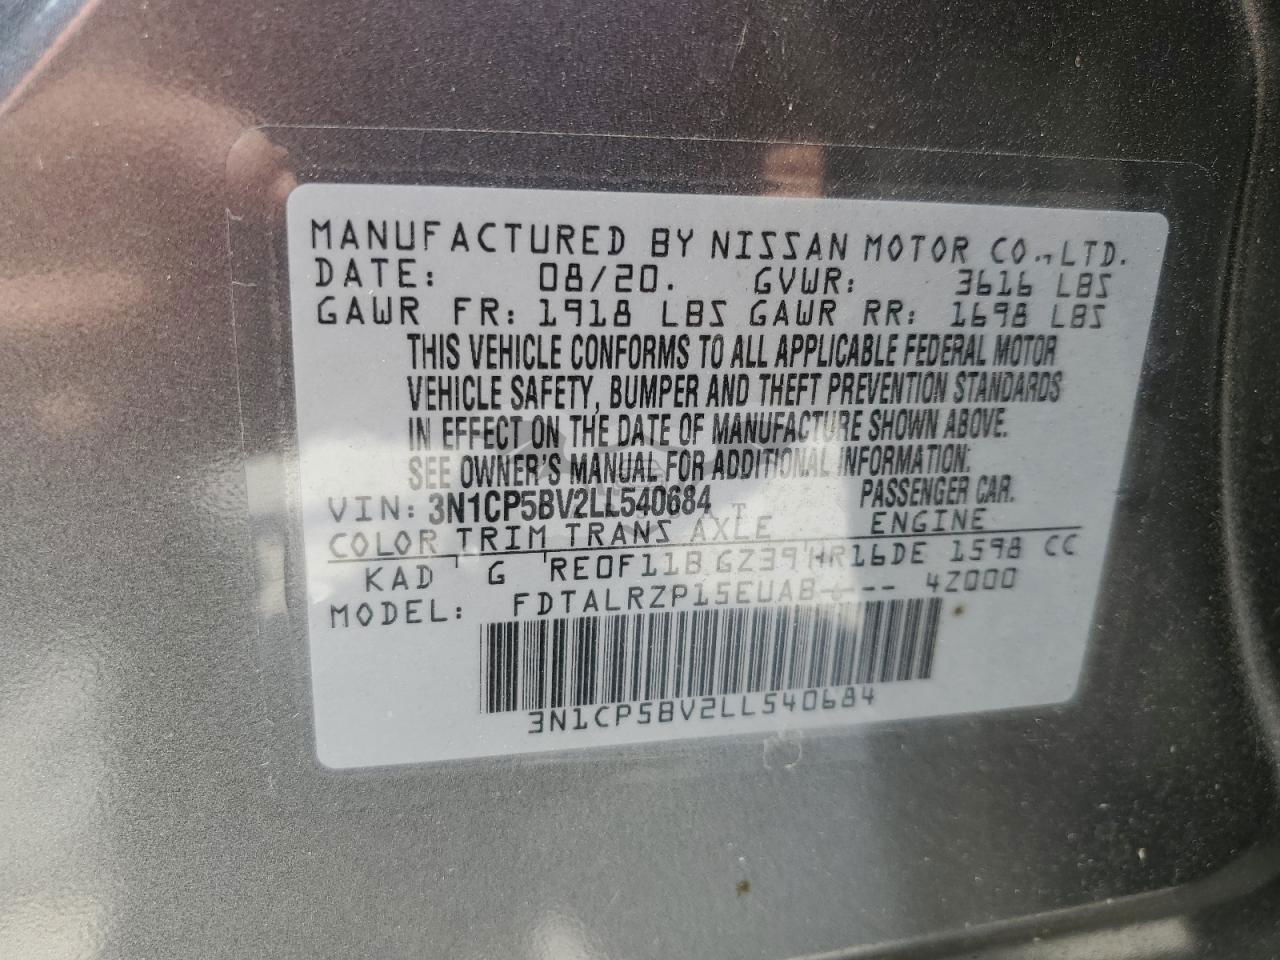 MANUFACTURED BY NISSAN MOTOR CO., LTD.
DATE: 08/20. GVWR: 3616 LBS
GAWR FR: 1918 LBS GAWR RR: 1698 LBS
THIS VEHICLE CONFORMS TO ALL APPLICABLE FEDERAL MOTOR
VEHICLE SAFETY, BUMPER AND THEFT PREVENTION STANDARDS
IN EFFECT ON THE DATE OF MANUFACTURE SHOWN ABOVE.
SEE OWNER'S MANUAL FOR ADDITIONAL INFORMATION.
VIN: 3N1CP5BV2LL540684 PASSENGER CAR.
COLOR TRIM TRANS AXLE ENGINE
KAD G RE0F11B GZ39 HR16DE 1598 CC
MODEL: FDTALRZP15EUAB---- 4Z000
3N1CP5BV2LL540684